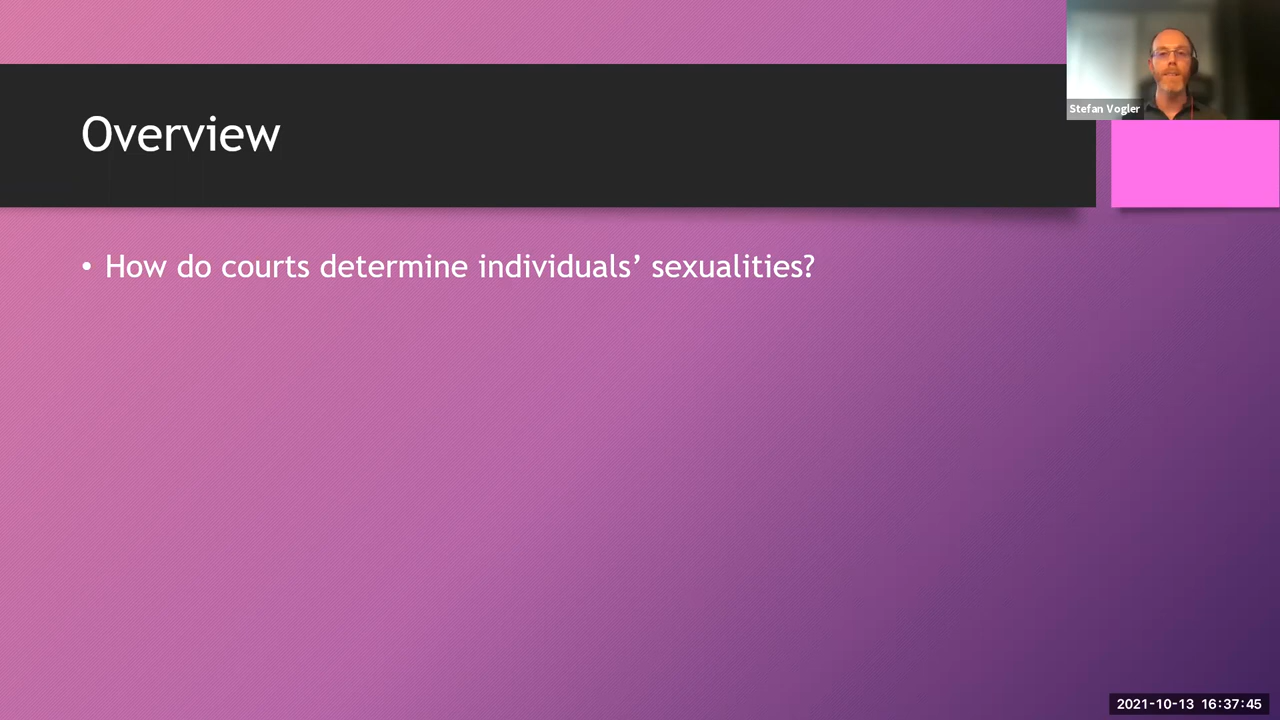 Stefan Vogler
Overview
• How do courts determine individuals’ sexualities?
2021-10-13 16:37:45